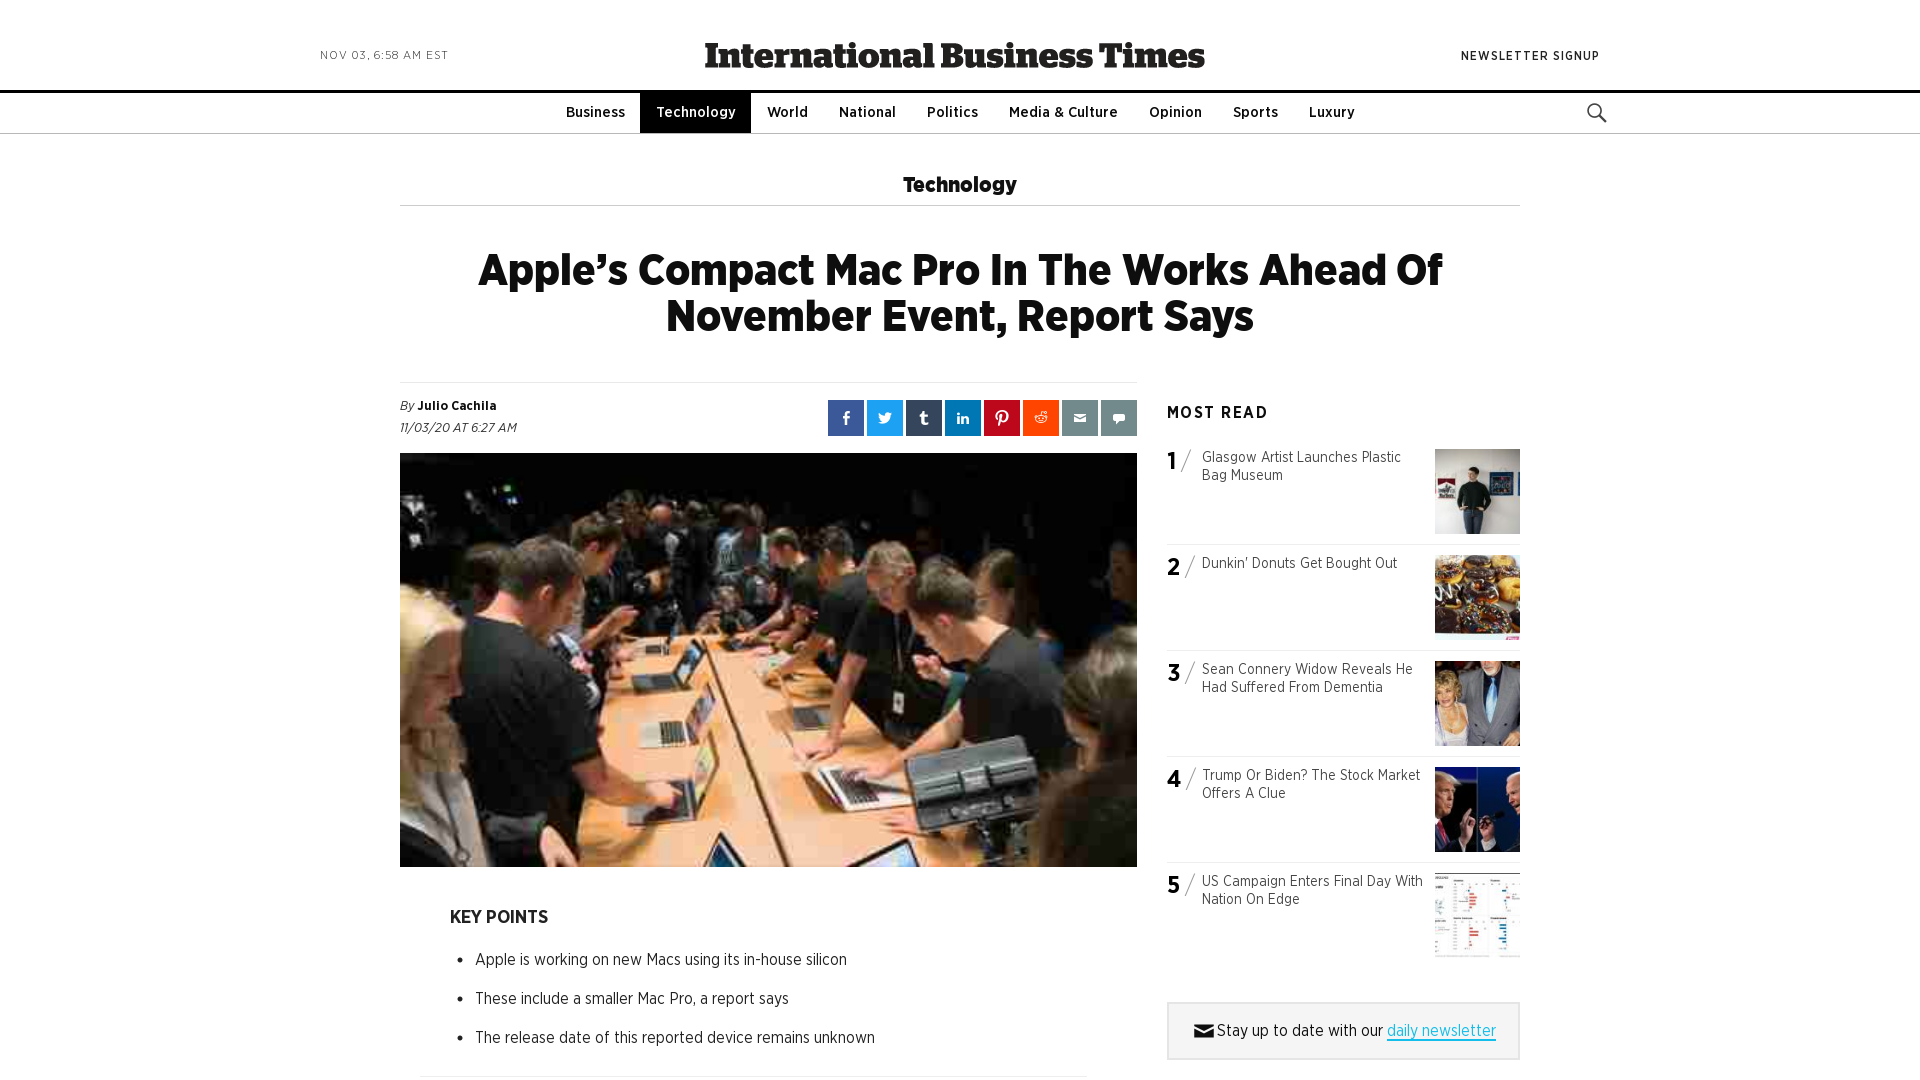 NOV 03, 6:58 AM EST
International Business Times
NEWSLETTER SIGNUP
Business Technology World National Politics Media & Culture Opinion Sports Luxury
Technology
Apple’s Compact Mac Pro In The Works Ahead Of
November Event, Report Says
By Julio Cachila
11/03/20 AT 6:27 AM
KEY POINTS
• Apple is working on new Macs using its in-house silicon
• These include a smaller Mac Pro, a report says
• The release date of this reported device remains unknown
MOST READ
1 / Glasgow Artist Launches Plastic
Bag Museum
2 / Dunkin' Donuts Get Bought Out
3 / Sean Connery Widow Reveals He
Had Suffered From Dementia
4 / Trump Or Biden? The Stock Market
Offers A Clue
5 / US Campaign Enters Final Day With
Nation On Edge
Stay up to date with our daily newsletter